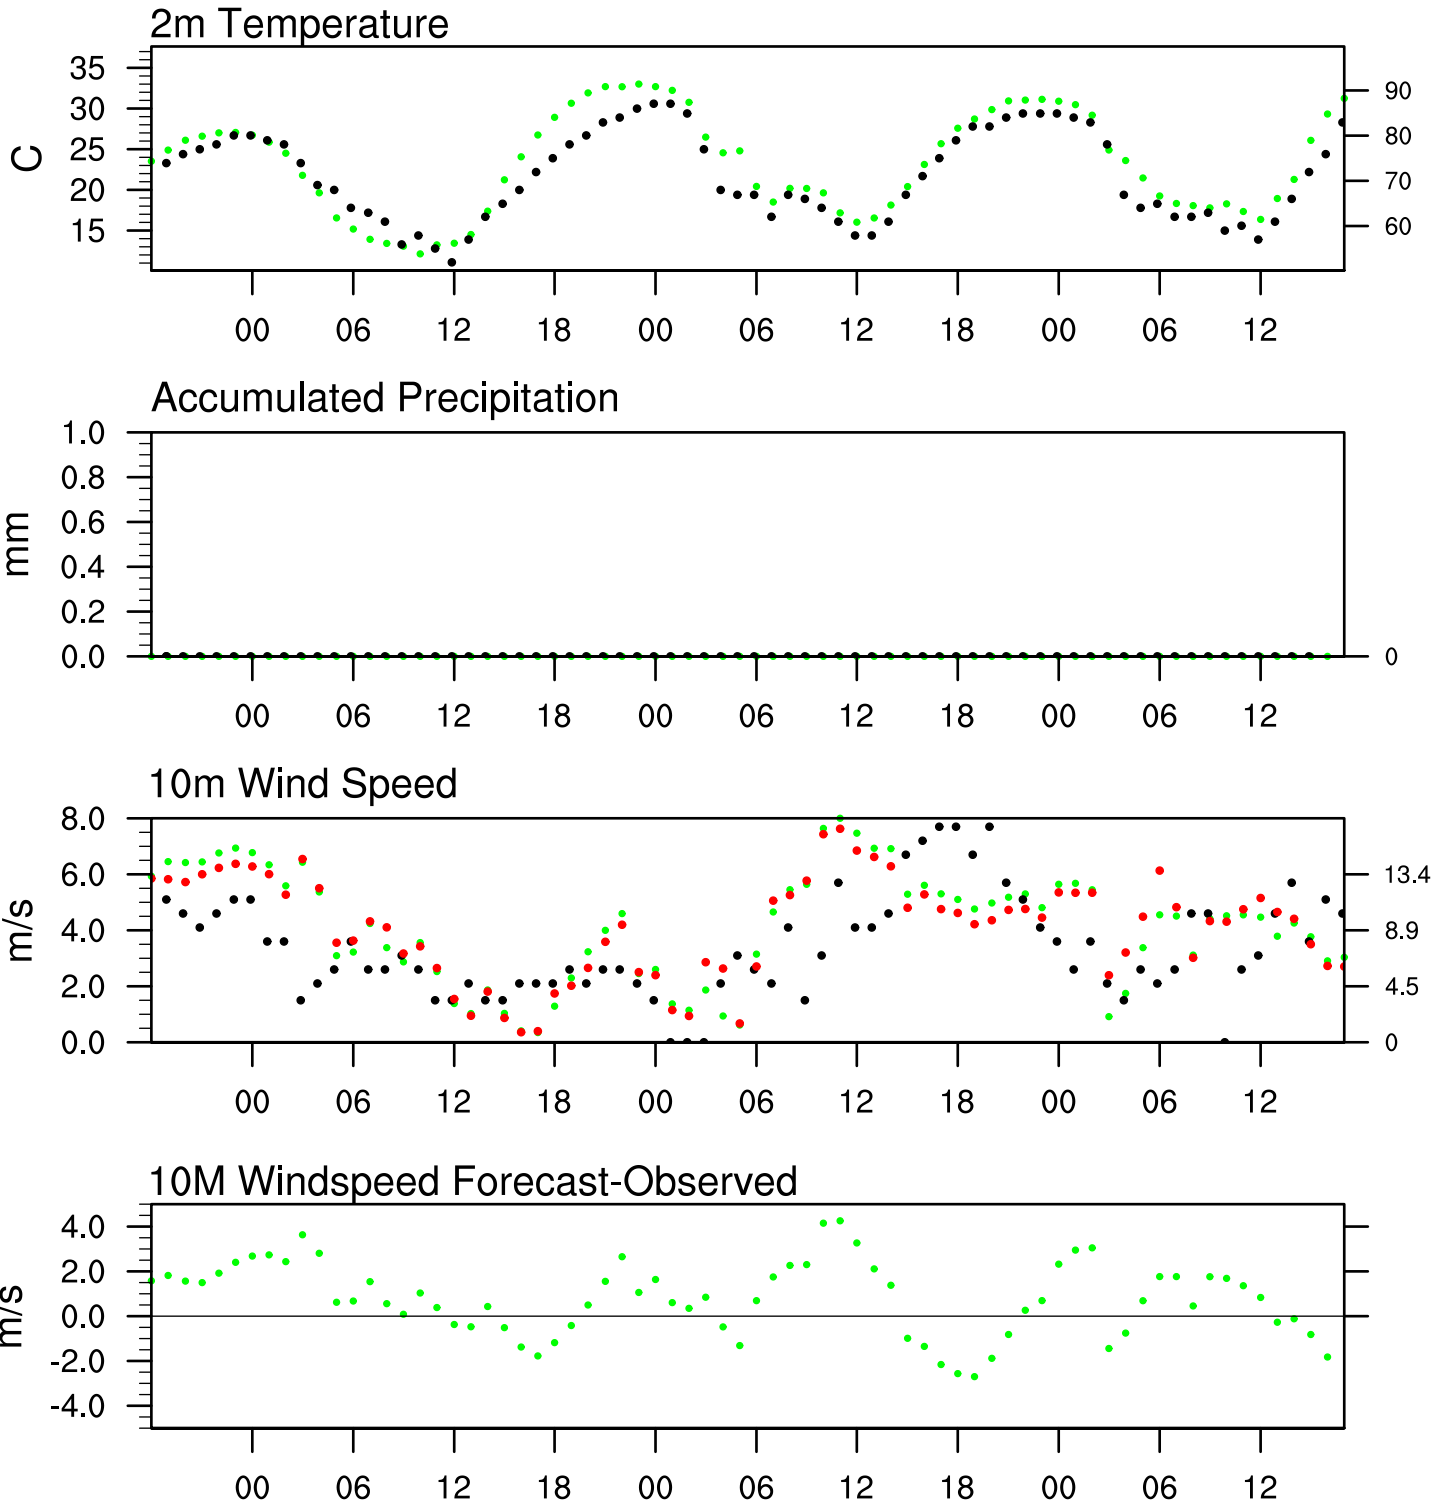 2m Temperature
35
30
25
20
15
C
90
80
70
60
00 06 12 18 00 06 12 18 00 06 12
Accumulated Precipitation
1.0
0.8
0.6
0.4
0.2
0.0
mm
0
00 06 12 18 00 06 12 18 00 06 12
10m Wind Speed
8.0
6.0
4.0
2.0
0.0
m/s
13.4
8.9
4.5
0
00 06 12 18 00 06 12 18 00 06 12
10M Windspeed Forecast-Observed
4.0
2.0
0.0
-2.0
-4.0
m/s
00 06 12 18 00 06 12 18 00 06 12